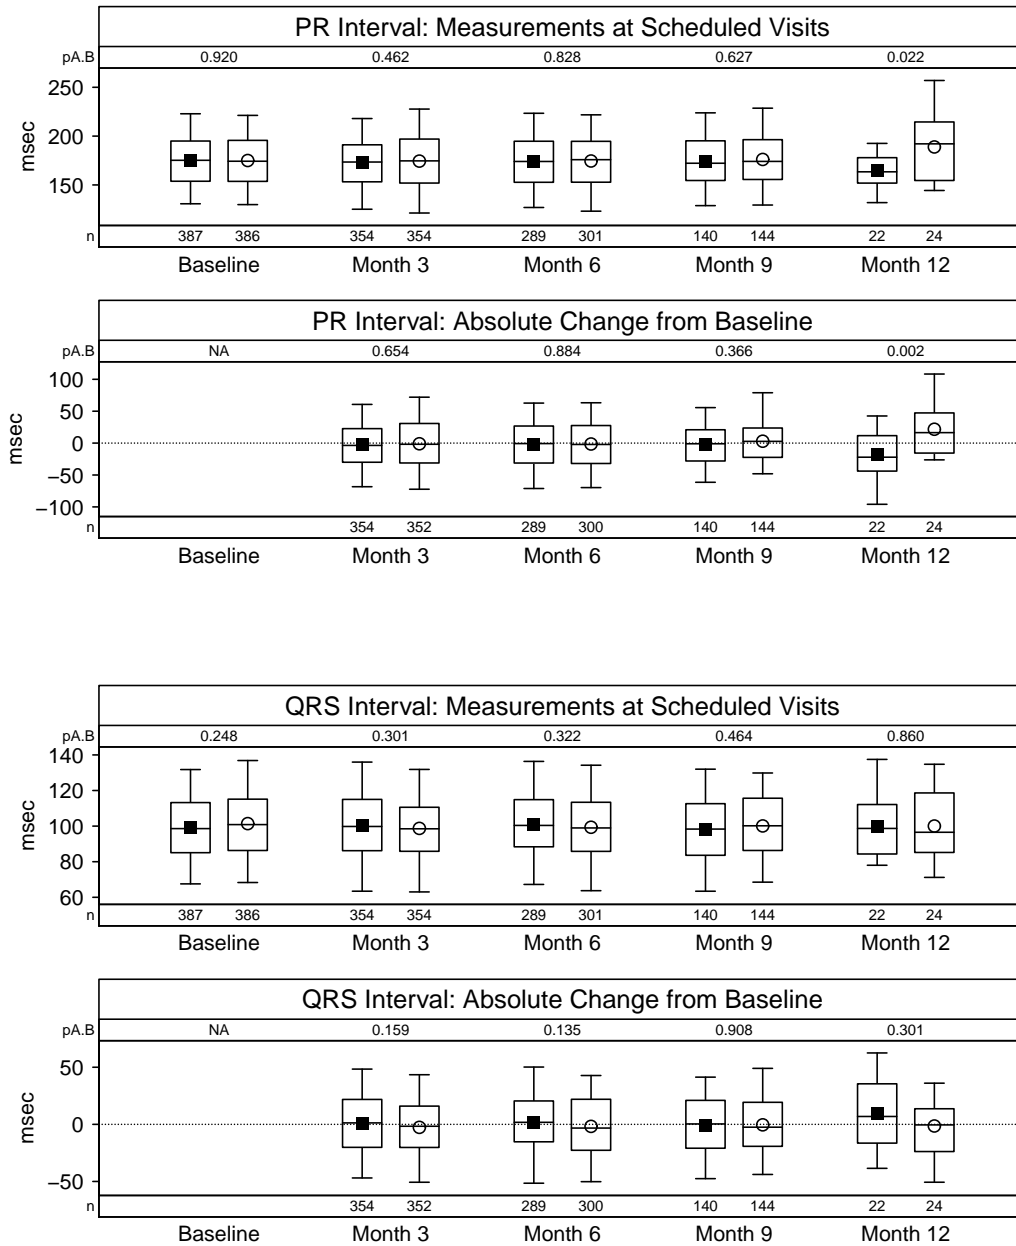 PR Interval: Measurements at Scheduled Visits
pA.B 0.920 0.462 0.828 0.627 0.022
250
200
150
msec
n 387 386 354 354 289 301 140 144 22 24
Baseline Month 3 Month 6 Month 9 Month 12
PR Interval: Absolute Change from Baseline
pA.B NA 0.654 0.884 0.366 0.002
100
50
0
−50
−100
msec
n 354 352 289 300 140 144 22 24
Baseline Month 3 Month 6 Month 9 Month 12
QRS Interval: Measurements at Scheduled Visits
pA.B 0.248 0.301 0.322 0.464 0.860
140
120
100
80
60
msec
n 387 386 354 354 289 301 140 144 22 24
Baseline Month 3 Month 6 Month 9 Month 12
QRS Interval: Absolute Change from Baseline
pA.B NA 0.159 0.135 0.908 0.301
50
0
−50
msec
n 354 352 289 300 140 144 22 24
Baseline Month 3 Month 6 Month 9 Month 12